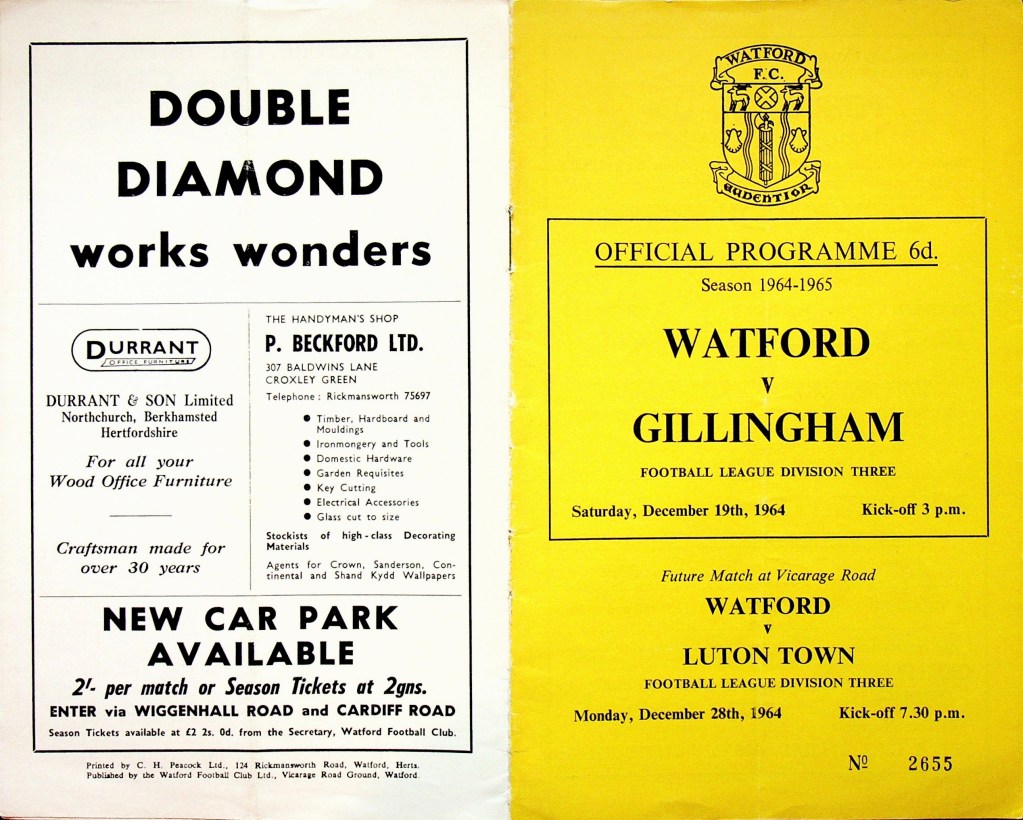 DOUBLE
DIAMOND
works wonders
DURRANT
OFFICE FURNITURE
DURRANT & SON Limited
Northchurch, Berkhamsted
Hertfordshire
For all your
Wood Office Furniture
Craftsman made for
over 30 years
THE HANDYMAN'S SHOP
P. BECKFORD LTD.
307 BALDWINS LANE
CROXLEY GREEN
Telephone : Rickmansworth 75697
● Timber, Hardboard and
Mouldings
● Ironmongery and Tools
● Domestic Hardware
● Garden Requisites
● Key Cutting
● Electrical Accessories
● Glass cut to size
Stockists of high-class Decorating
Materials
Agents for Crown, Sanderson, Con-
tinental and Shand Kydd Wallpapers
NEW CAR PARK
AVAILABLE
2/- per match or Season Tickets at 2gns.
ENTER via WIGGENHALL ROAD and CARDIFF ROAD
Season Tickets available at £2 2s. 0d. from the Secretary, Watford Football Club.
Printed by C. H. Peacock Ltd., 124 Rickmansworth Road, Watford, Herts.
Published by the Watford Football Club Ltd., Vicarage Road Ground, Watford.
WATFORD
F.C.
AUDENTIOR
OFFICIAL PROGRAMME 6d.
Season 1964-1965
WATFORD
v
GILLINGHAM
FOOTBALL LEAGUE DIVISION THREE
Saturday, December 19th, 1964 Kick-off 3 p.m.
Future Match at Vicarage Road
WATFORD
v
LUTON TOWN
FOOTBALL LEAGUE DIVISION THREE
Monday, December 28th, 1964 Kick-off 7.30 p.m.
Nº 2655